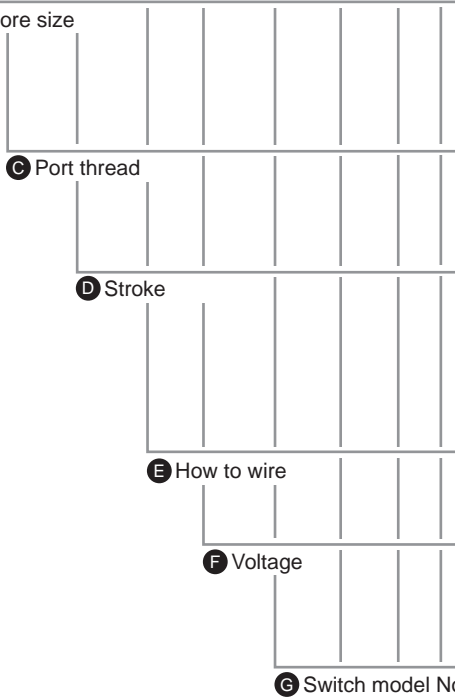 ore size
C Port thread
D Stroke
E How to wire
F Voltage
G Switch model No